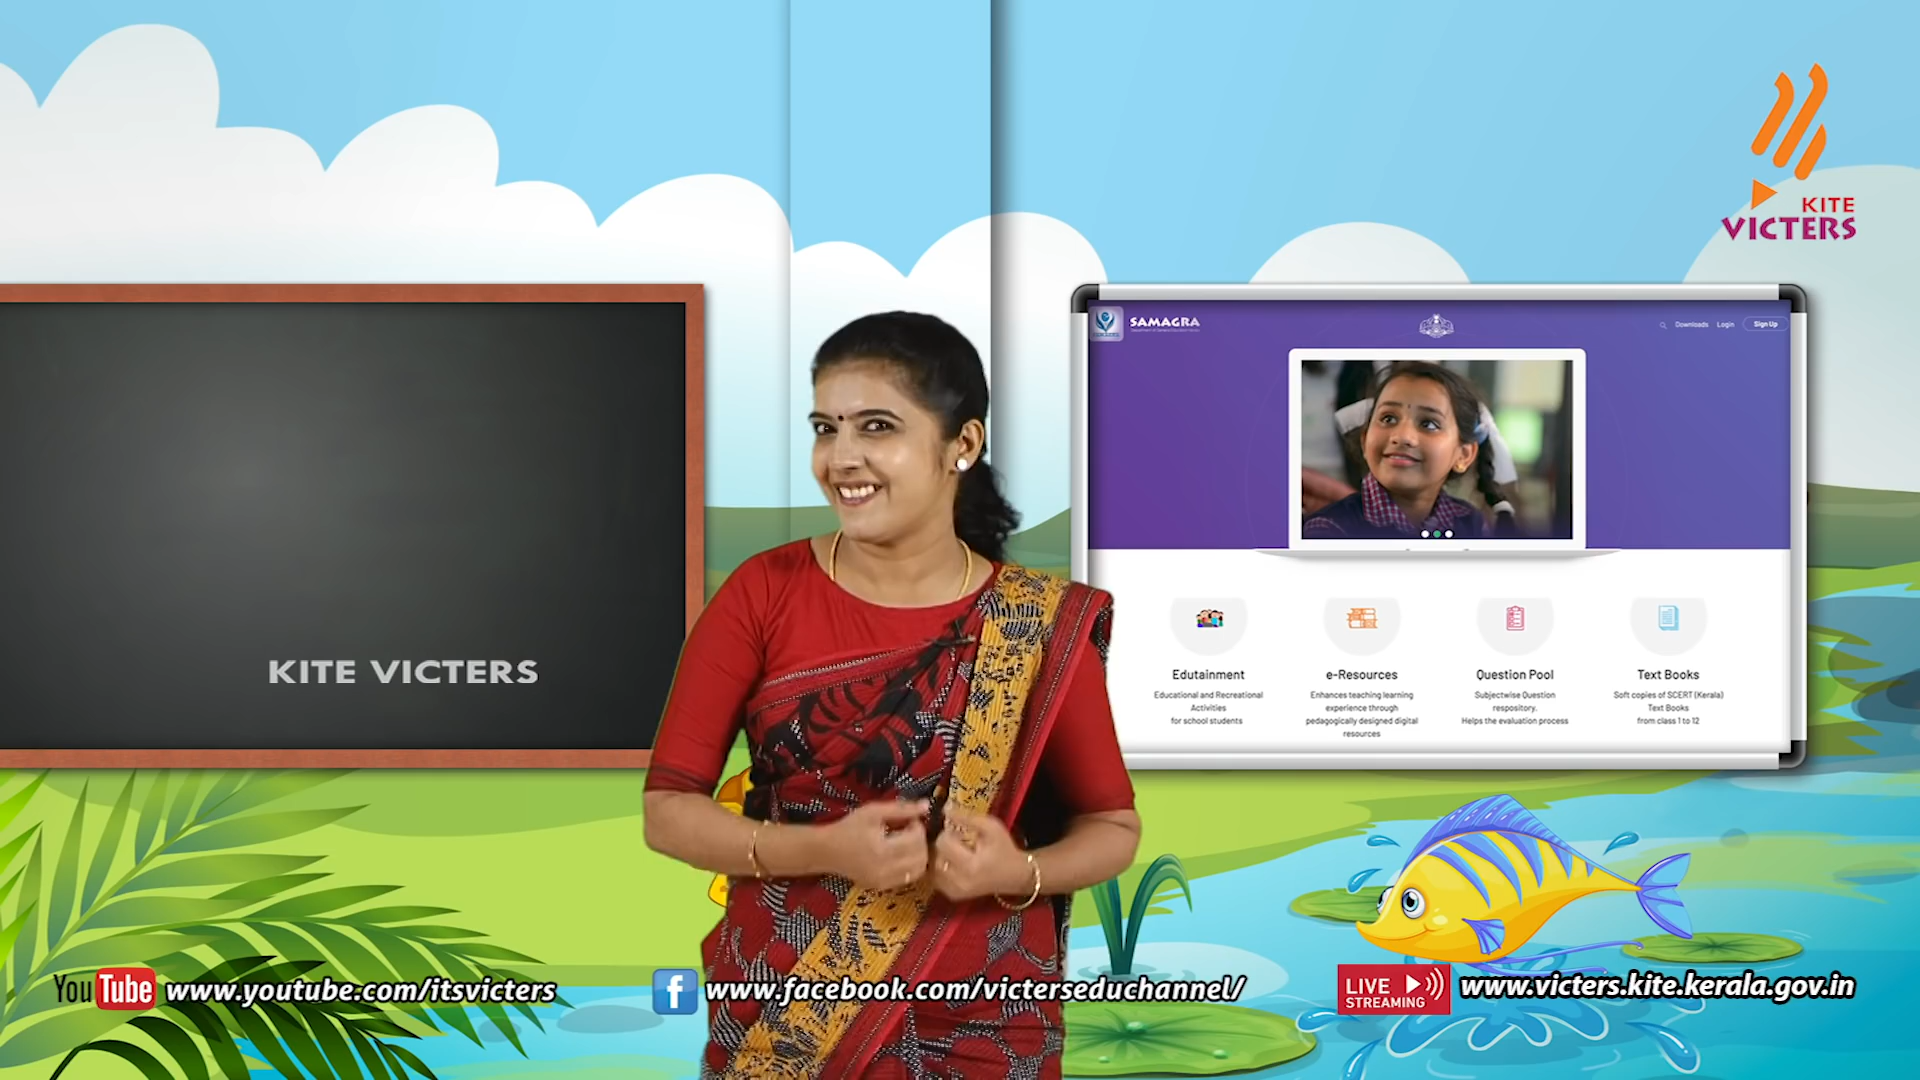 KITE
VICTERS
KITE VICTERS
SAMAGRA
Downloads
Login
Sign Up
Edutainment
Educational and Recreational
Activities
for school students
e-Resources
Enhances teaching learning
experience through
pedagogically designed digital
resources
Question Pool
Subjectwise Question
respository.
Helps the evaluation process
Text Books
Soft copies of SCERT (Kerala)
Text Books
from class 1 to 12
YouTube www.youtube.com/itsvicters
f www.facebook.com/victerseduchannel/
LIVE
STREAMING
www.victers.kite.kerala.gov.in